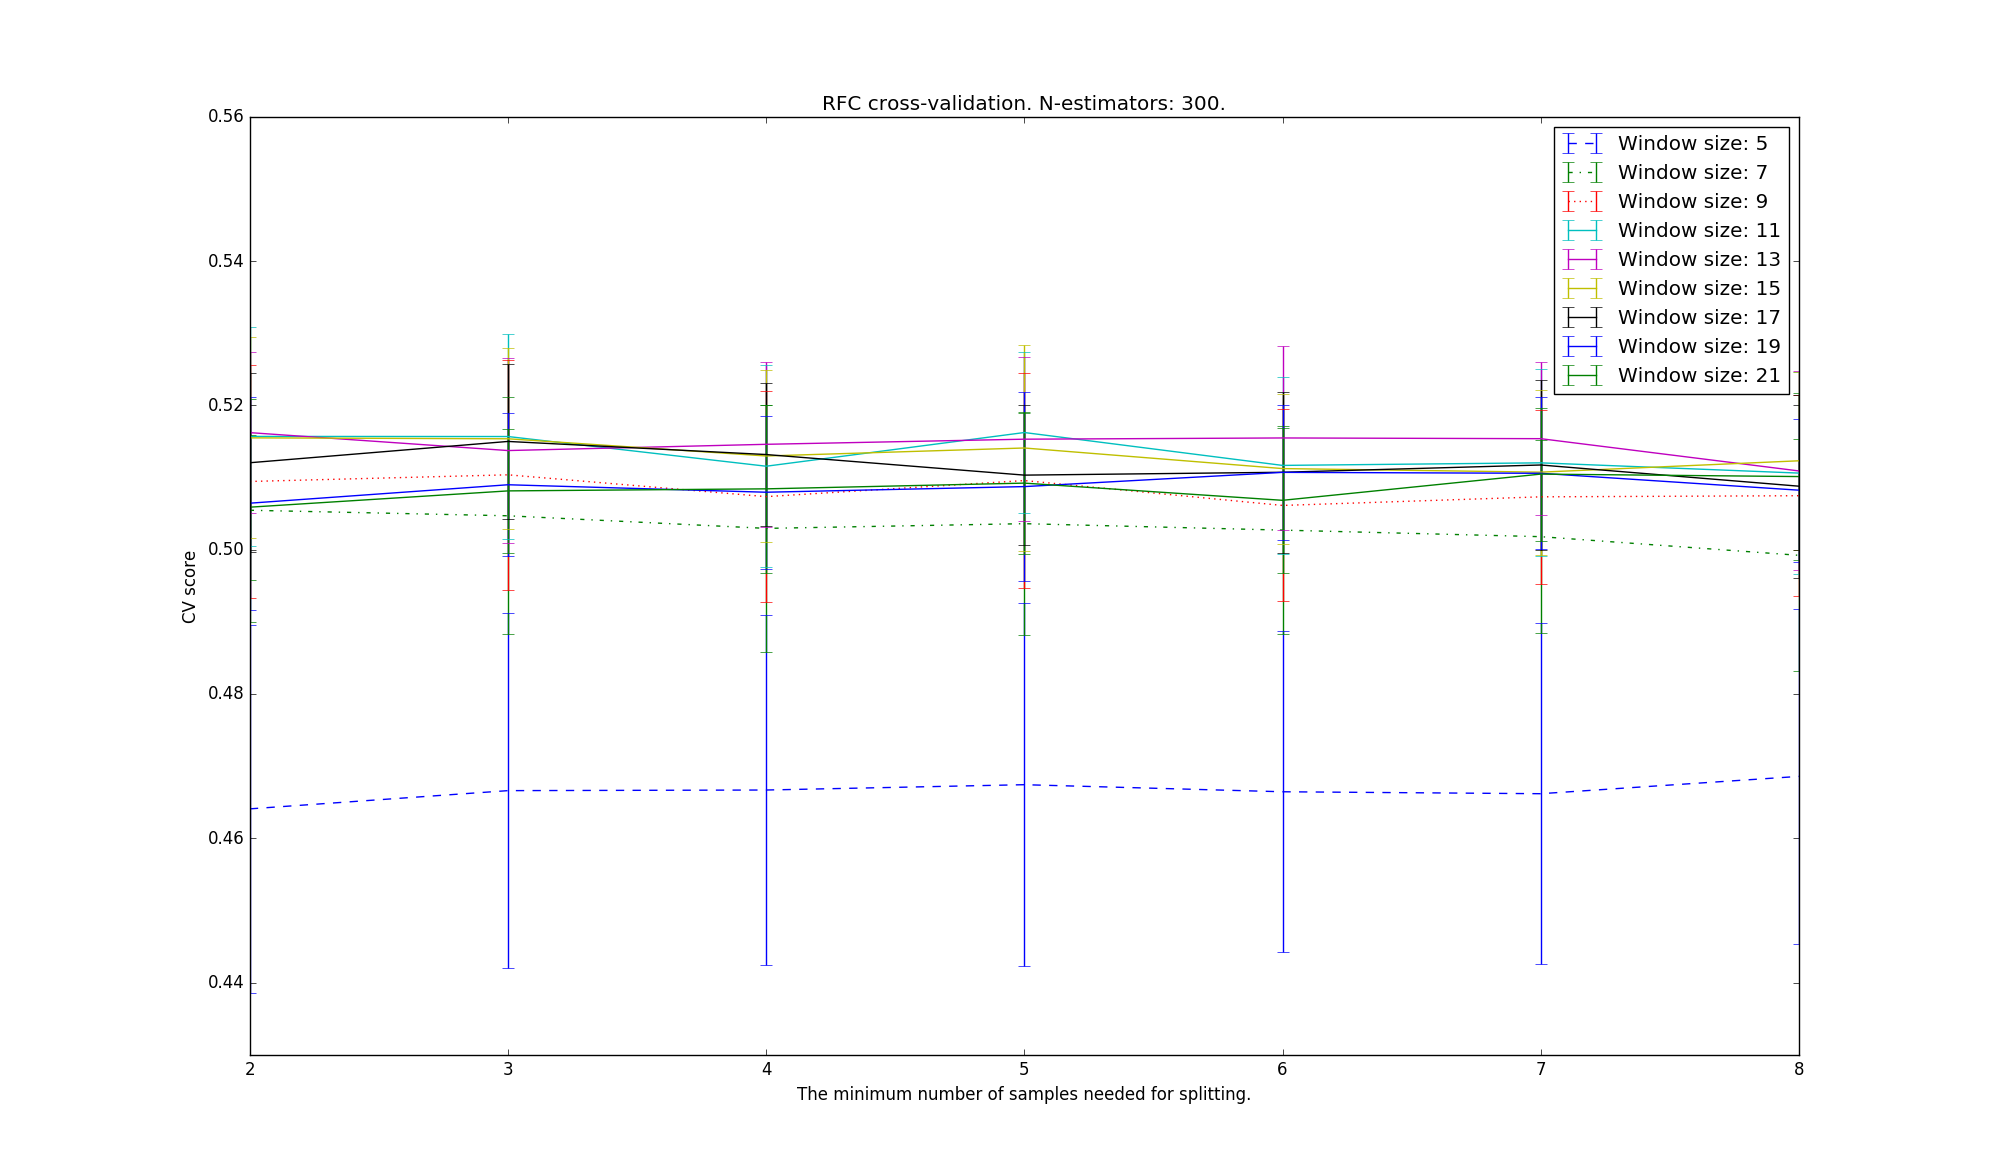 RFC cross-validation. N-estimators: 300.
0.56
0.54
0.52
0.50
0.48
0.46
0.44
CV score
Window size: 5
Window size: 7
Window size: 9
Window size: 11
Window size: 13
Window size: 15
Window size: 17
Window size: 19
Window size: 21
2 3 4 5 6 7 8
The minimum number of samples needed for splitting.